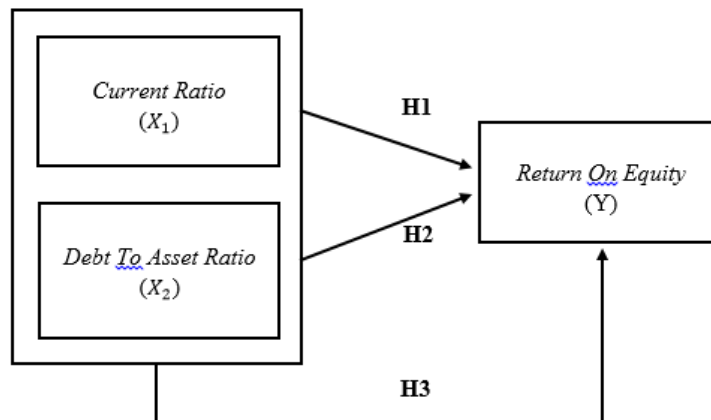 Current Ratio
(X₁)
H1
Return On Equity
(Y)
Debt To Asset Ratio
(X₂)
H2
H3